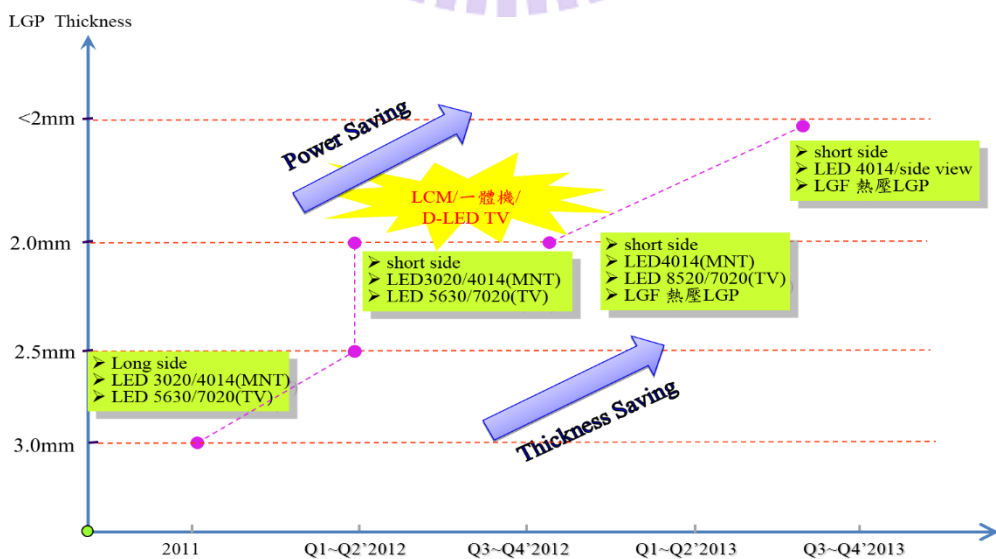 LGP Thickness
<2mm
Power Saving
➢ short side
➢ LED 4014/side view
➢ LGF 熱壓LGP
LCM/一體機/
D-LED TV
2.0mm
➢ short side
➢ LED3020/4014(MNT)
➢ LED 5630/7020(TV)
➢ short side
➢ LED4014(MNT)
➢ LED 8520/7020(TV)
➢ LGF 熱壓LGP
2.5mm
➢ Long side
➢ LED 3020/4014(MNT)
➢ LED 5630/7020(TV)
Thickness Saving
3.0mm
2011
Q1~Q2'2012
Q3~Q4'2012
Q1~Q2'2013
Q3~Q4'2013